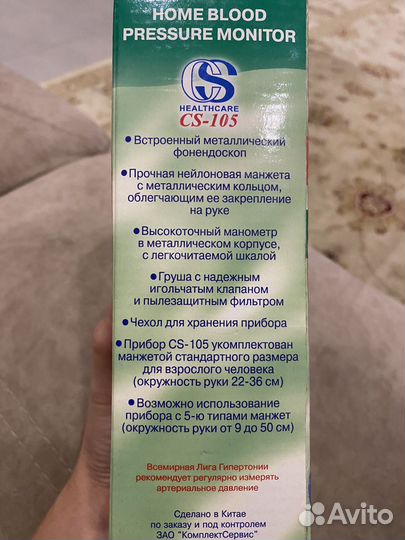 HOME BLOOD
PRESSURE MONITOR
CS
HEALTHCARE
CS-105
• Встроенный металлический
фонендоскоп
• Прочная нейлоновая манжета
с металлическим кольцом,
облегчающим ее закрепление
на руке
• Высокоточный манометр
в металлическом корпусе,
с легкочитаемой шкалой
• Груша с надежным
игольчатым клапаном
и пылезащитным фильтром
• Чехол для хранения прибора
• Прибор CS-105 укомплектован
манжетой стандартного размера
для взрослого человека
(окружность руки 22-36 см)
• Возможно использование
прибора с 5-ю типами манжет
(окружность руки от 9 до 50 см)
Всемирная Лига Гипертонии
рекомендует регулярно измерять
артериальное давление
Сделано в Китае
по заказу и под контролем
ЗАО "КомплектСервис"
Avito